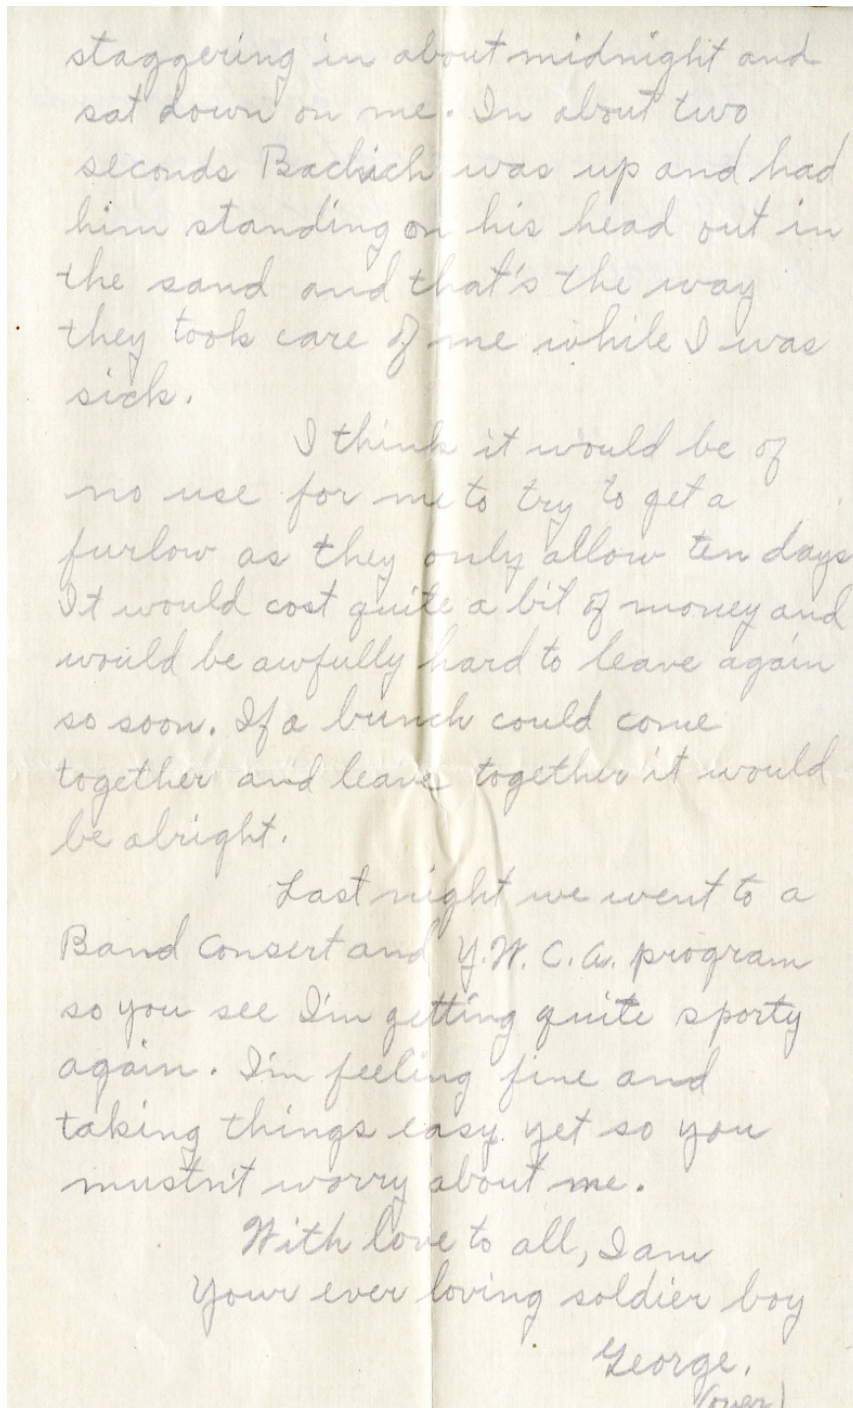 staggering in about midnight and
sat down on me. In about two
seconds Bachich was up and had
him standing on his head out in
the sand and that's the way
they took care of me while I was
sick.
I think it would be of
no use for me to try to get a
furlow as they only allow ten days
It would cost quite a bit of money and
would be awfully hard to leave again
so soon. If a bunch could come
together and leave together it would
be alright.
Last night we went to a
Band Consert and Y.W.C.A. program
so you see I'm getting quite sporty
again. I'm feeling fine and
taking things easy yet so you
mustn't worry about me.
With love to all, I am
Your ever loving soldier boy
George.
(over)